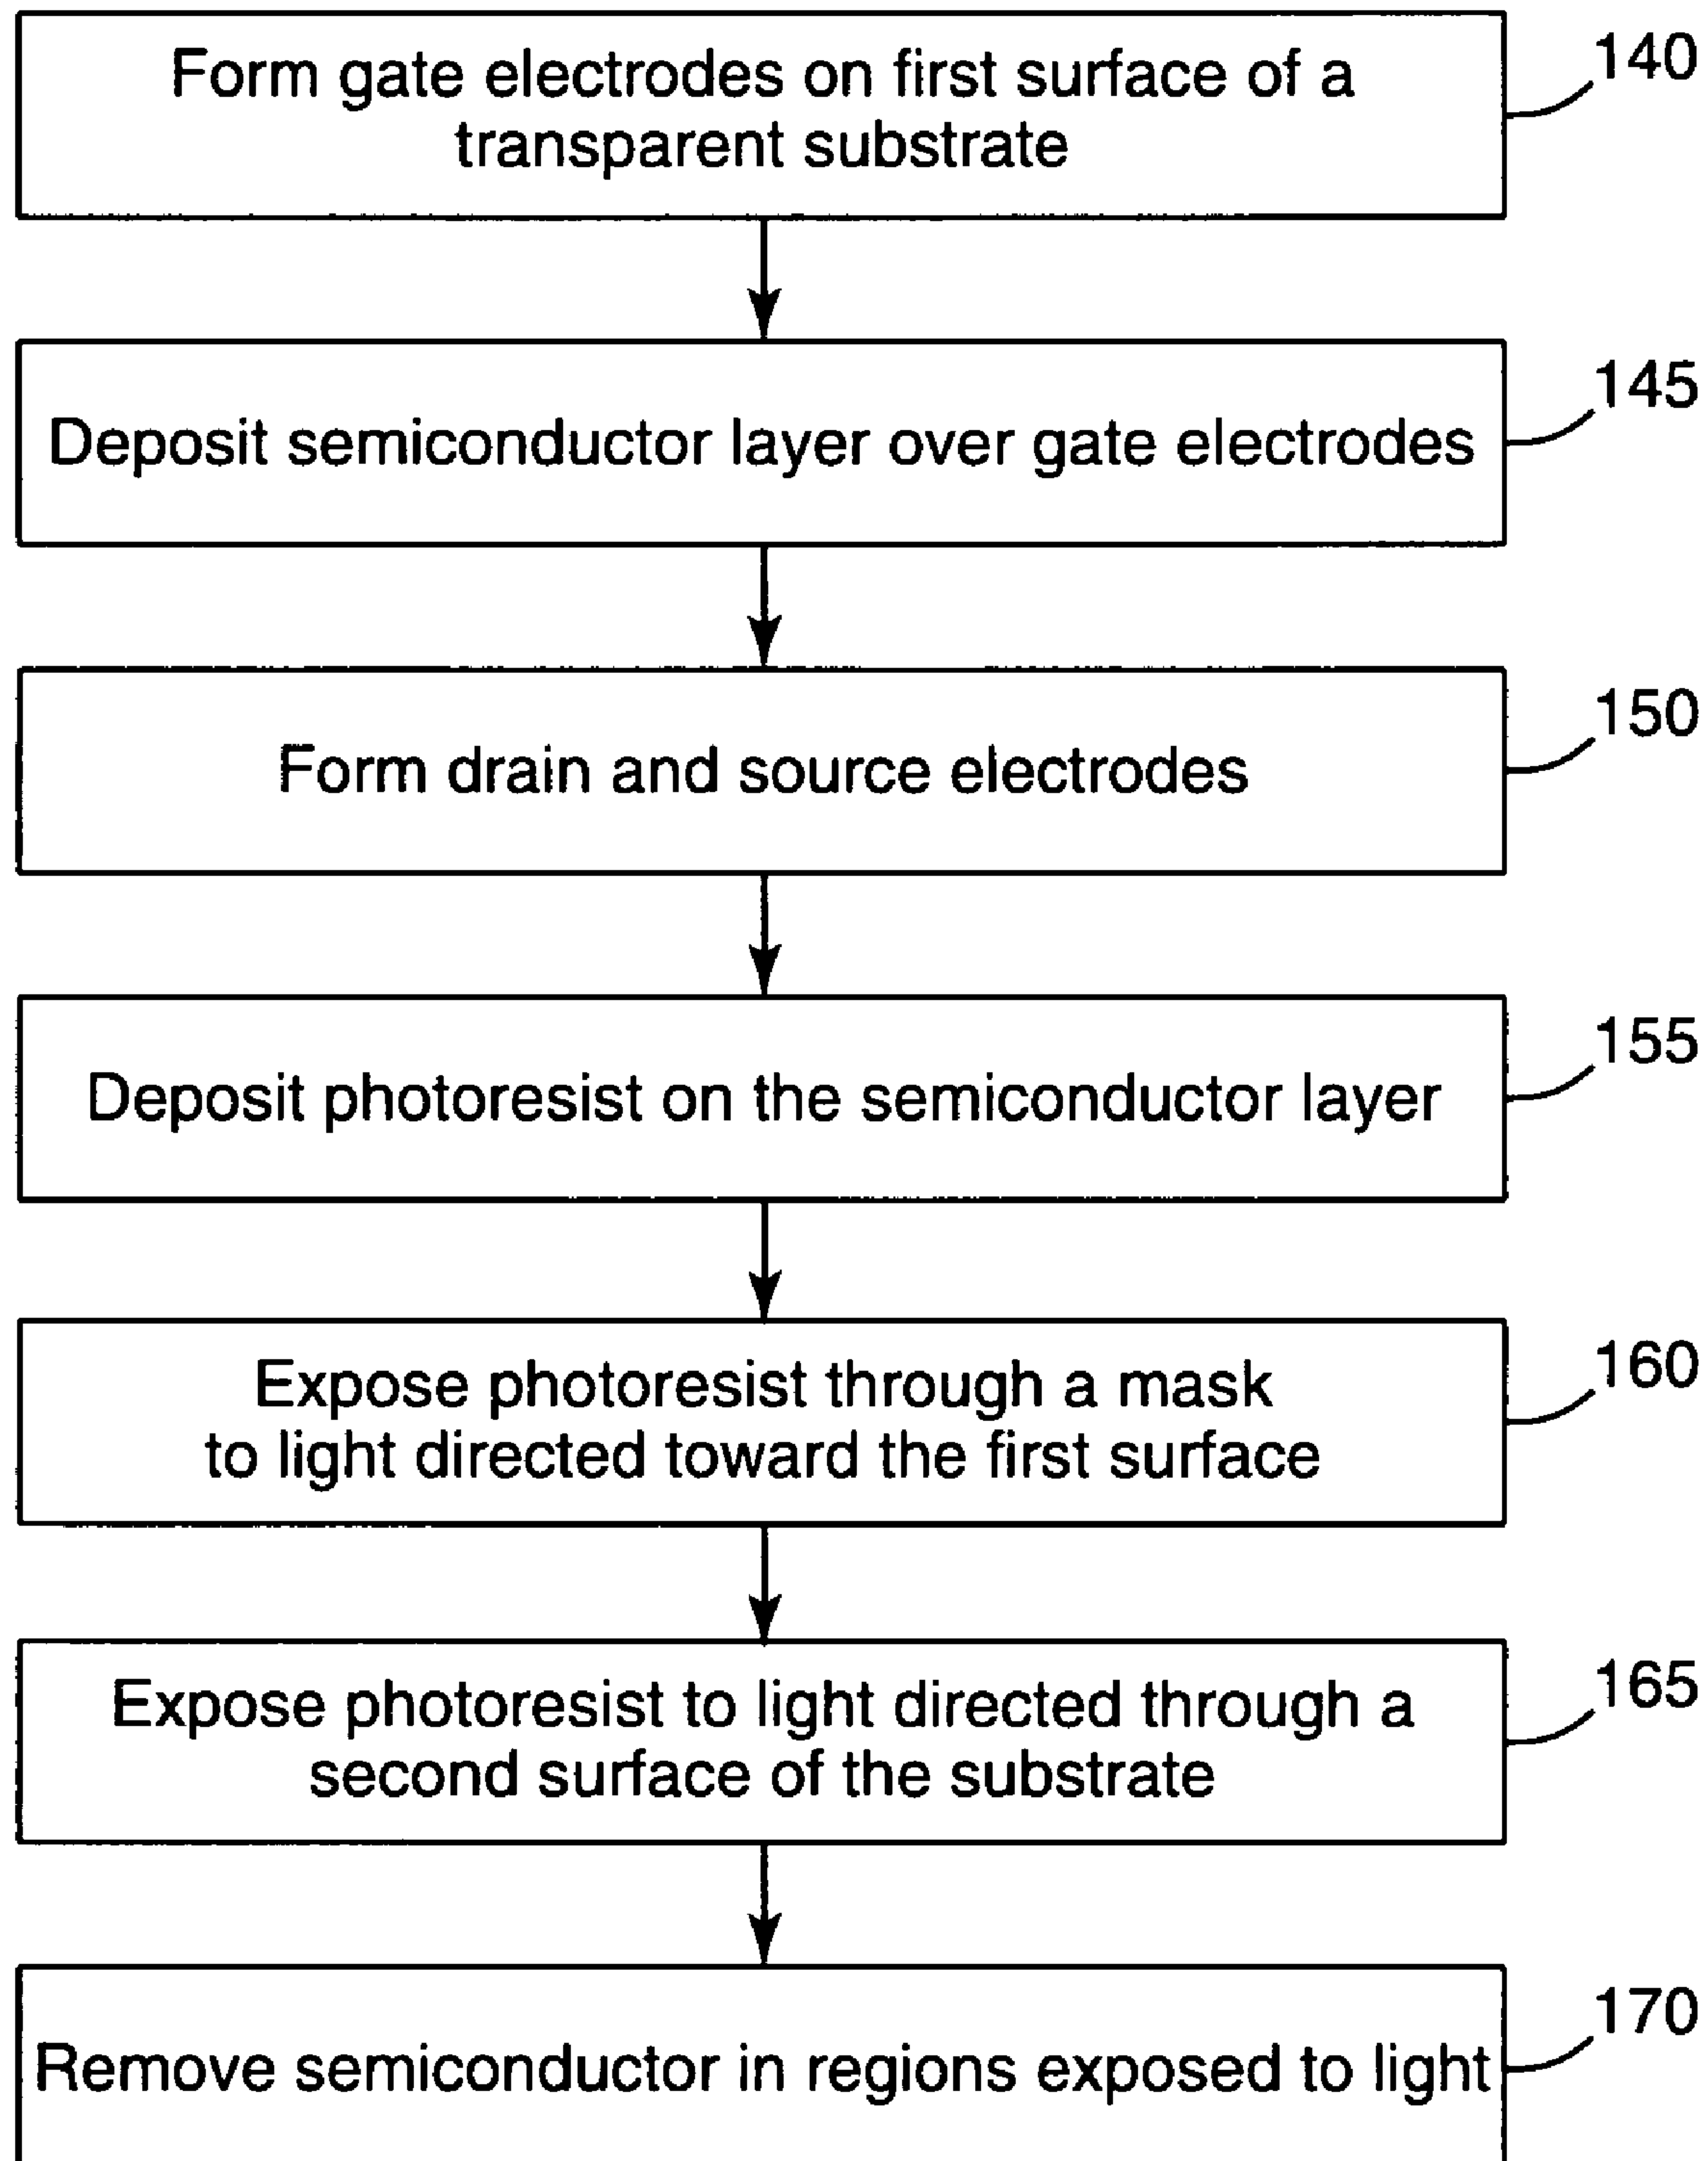 Form gate electrodes on first surface of a
transparent substrate
140
Deposit semiconductor layer over gate electrodes
145
Form drain and source electrodes
150
Deposit photoresist on the semiconductor layer
155
Expose photoresist through a mask
to light directed toward the first surface
160
Expose photoresist to light directed through a
second surface of the substrate
165
Remove semiconductor in regions exposed to light
170